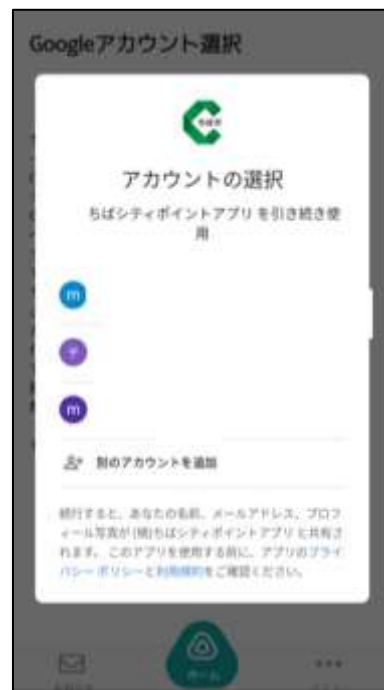 Googleアカウント選択
ちばシ
アカウントの選択
ちばシティポイントアプリ を引き続き使
用
m
チ
m
別のアカウントを追加
続行すると、あなたの名前、メールアドレス、プロフ
ィール写真が (横)ちばシティポイントアプリ と共有さ
れます。このアプリを使用する前に、アプリのプライ
バシー ポリシーと利用規約をご確認ください。
ホーム